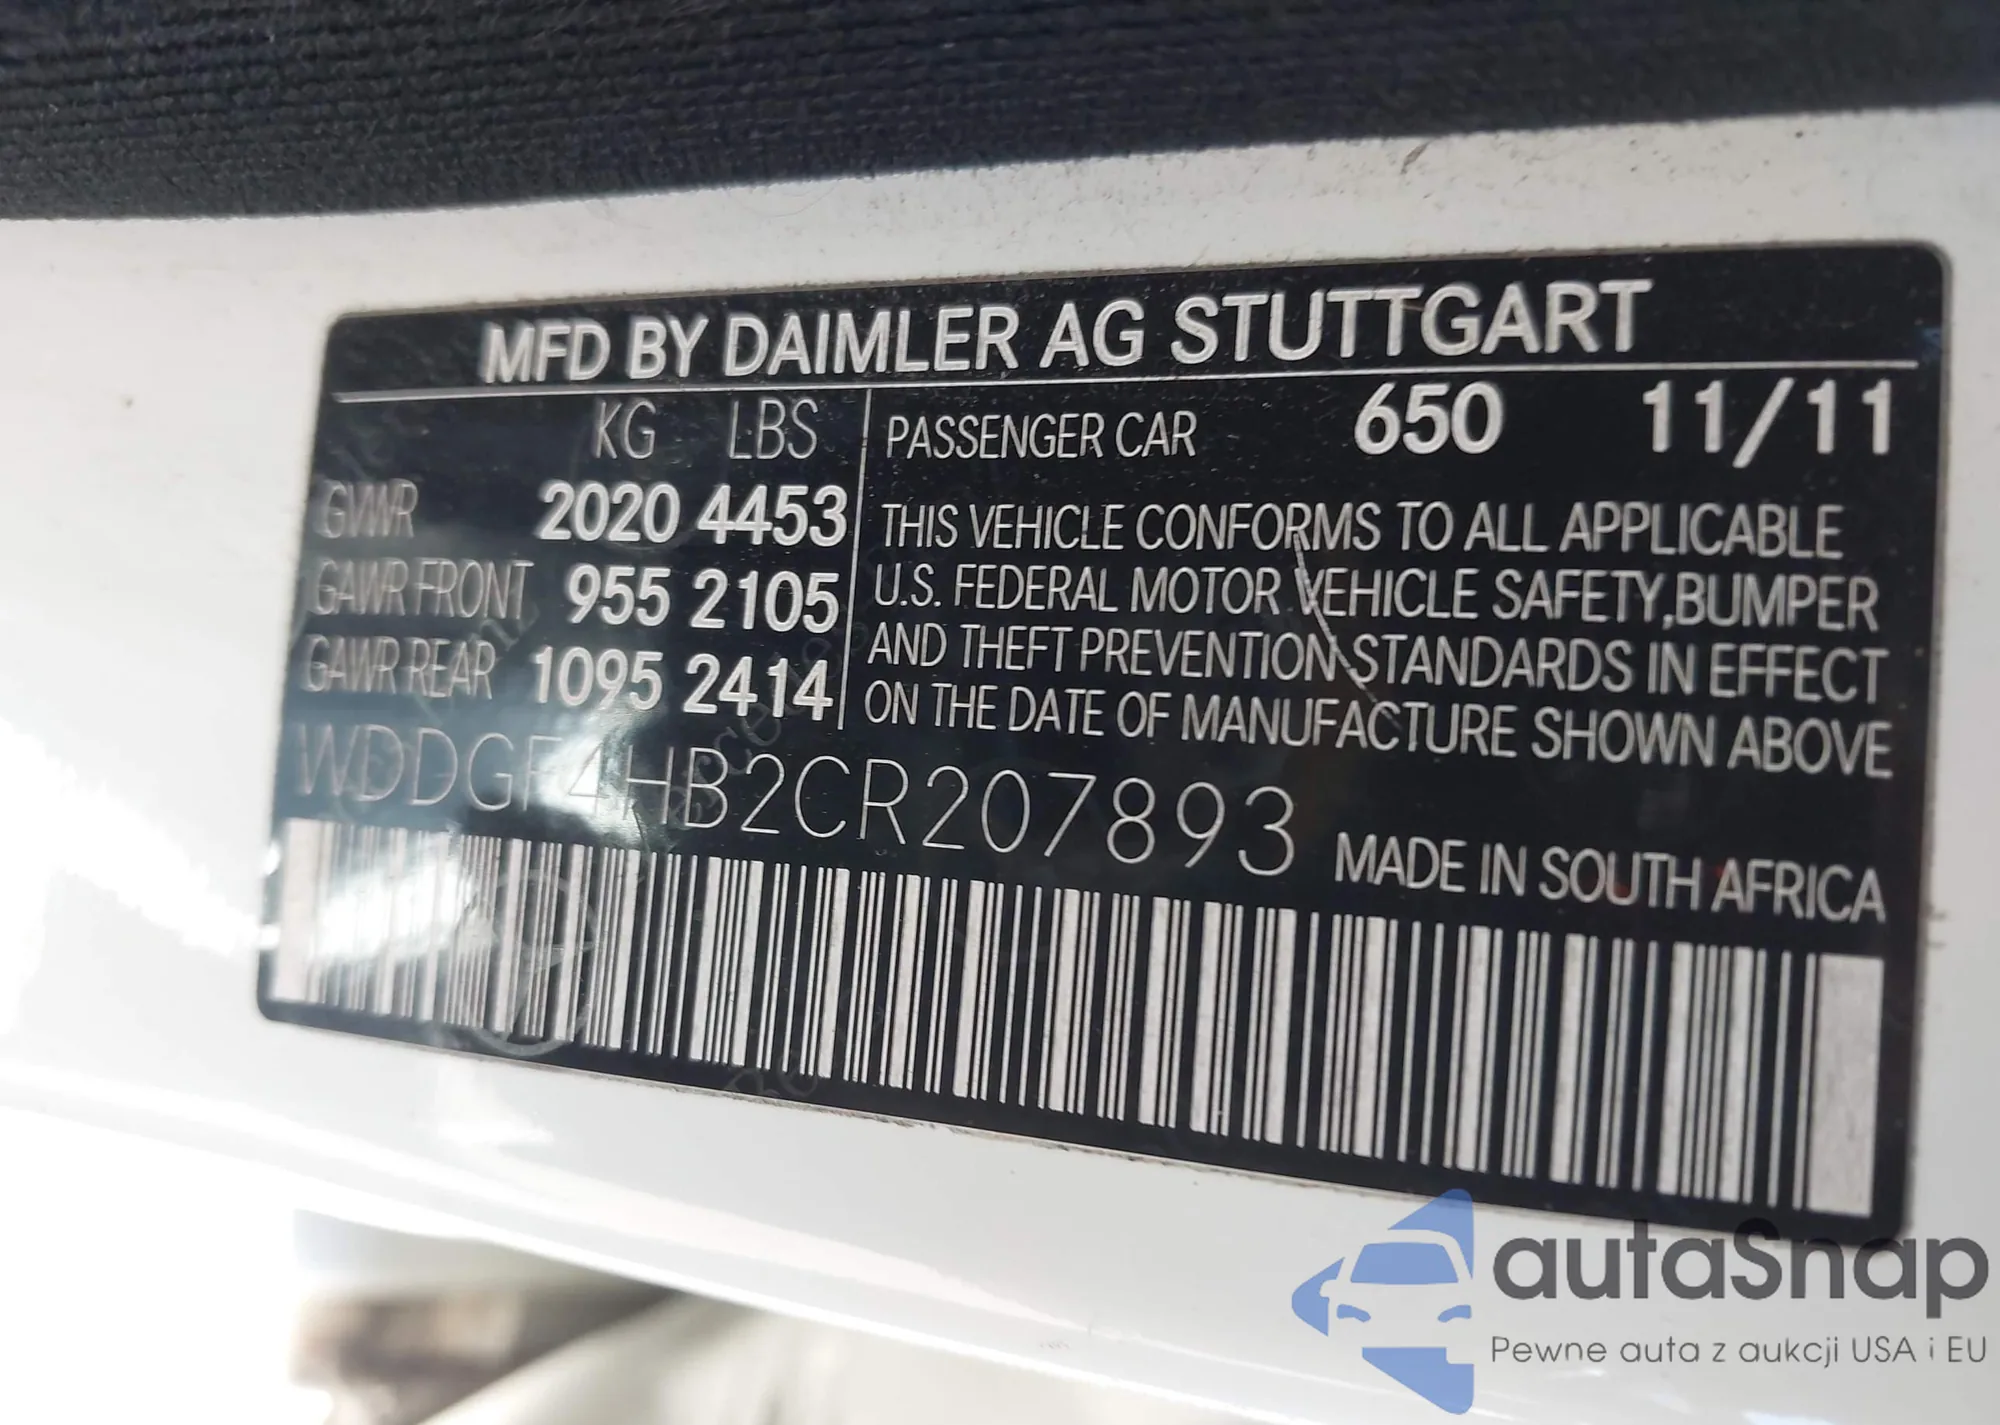 MFD BY DAIMLER AG STUTTGART
KG LBS
GVWR 2020 4453
GAWR FRONT 955 2105
GAWR REAR 1095 2414
PASSENGER CAR 650 11/11
THIS VEHICLE CONFORMS TO ALL APPLICABLE
U.S. FEDERAL MOTOR VEHICLE SAFETY,BUMPER
AND THEFT PREVENTION STANDARDS IN EFFECT
ON THE DATE OF MANUFACTURE SHOWN ABOVE
WDDGF4HB2CR207893
MADE IN SOUTH AFRICA
autaSnap
Pewne auta z aukcji USA i EU